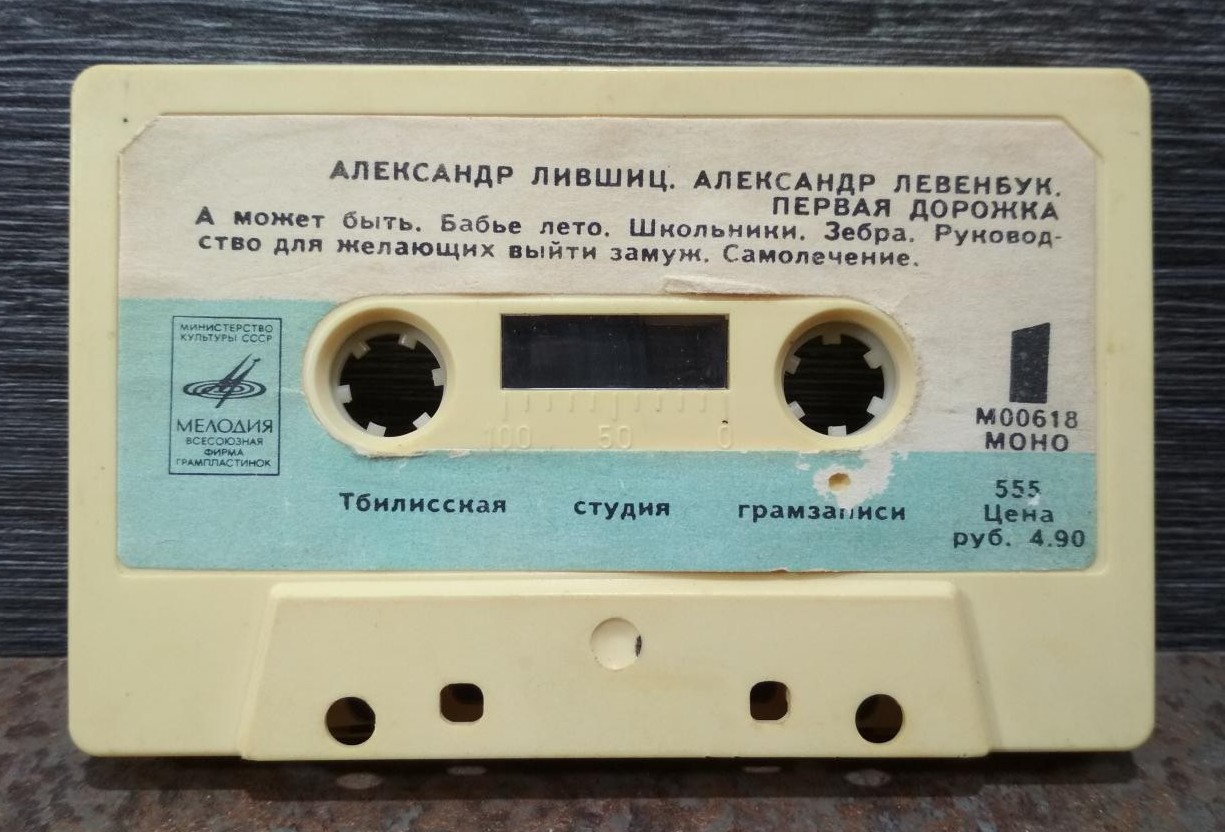 АЛЕКСАНДР ЛИВШИЦ. АЛЕКСАНДР ЛЕВЕНБУК.
ПЕРВАЯ ДОРОЖКА
А может быть. Бабье лето. Школьники. Зебра. Руковод-
ство для желающих выйти замуж. Самолечение.
МИНИСТЕРСТВО
КУЛЬТУРЫ СССР
МЕЛОДИЯ
ВСЕСОЮЗНАЯ
ФИРМА
ГРАМПЛАСТИНОК
100 50 0
1
М00618
МОНО
Тбилисская студия грамзаписи
555
Цена
руб. 4.90